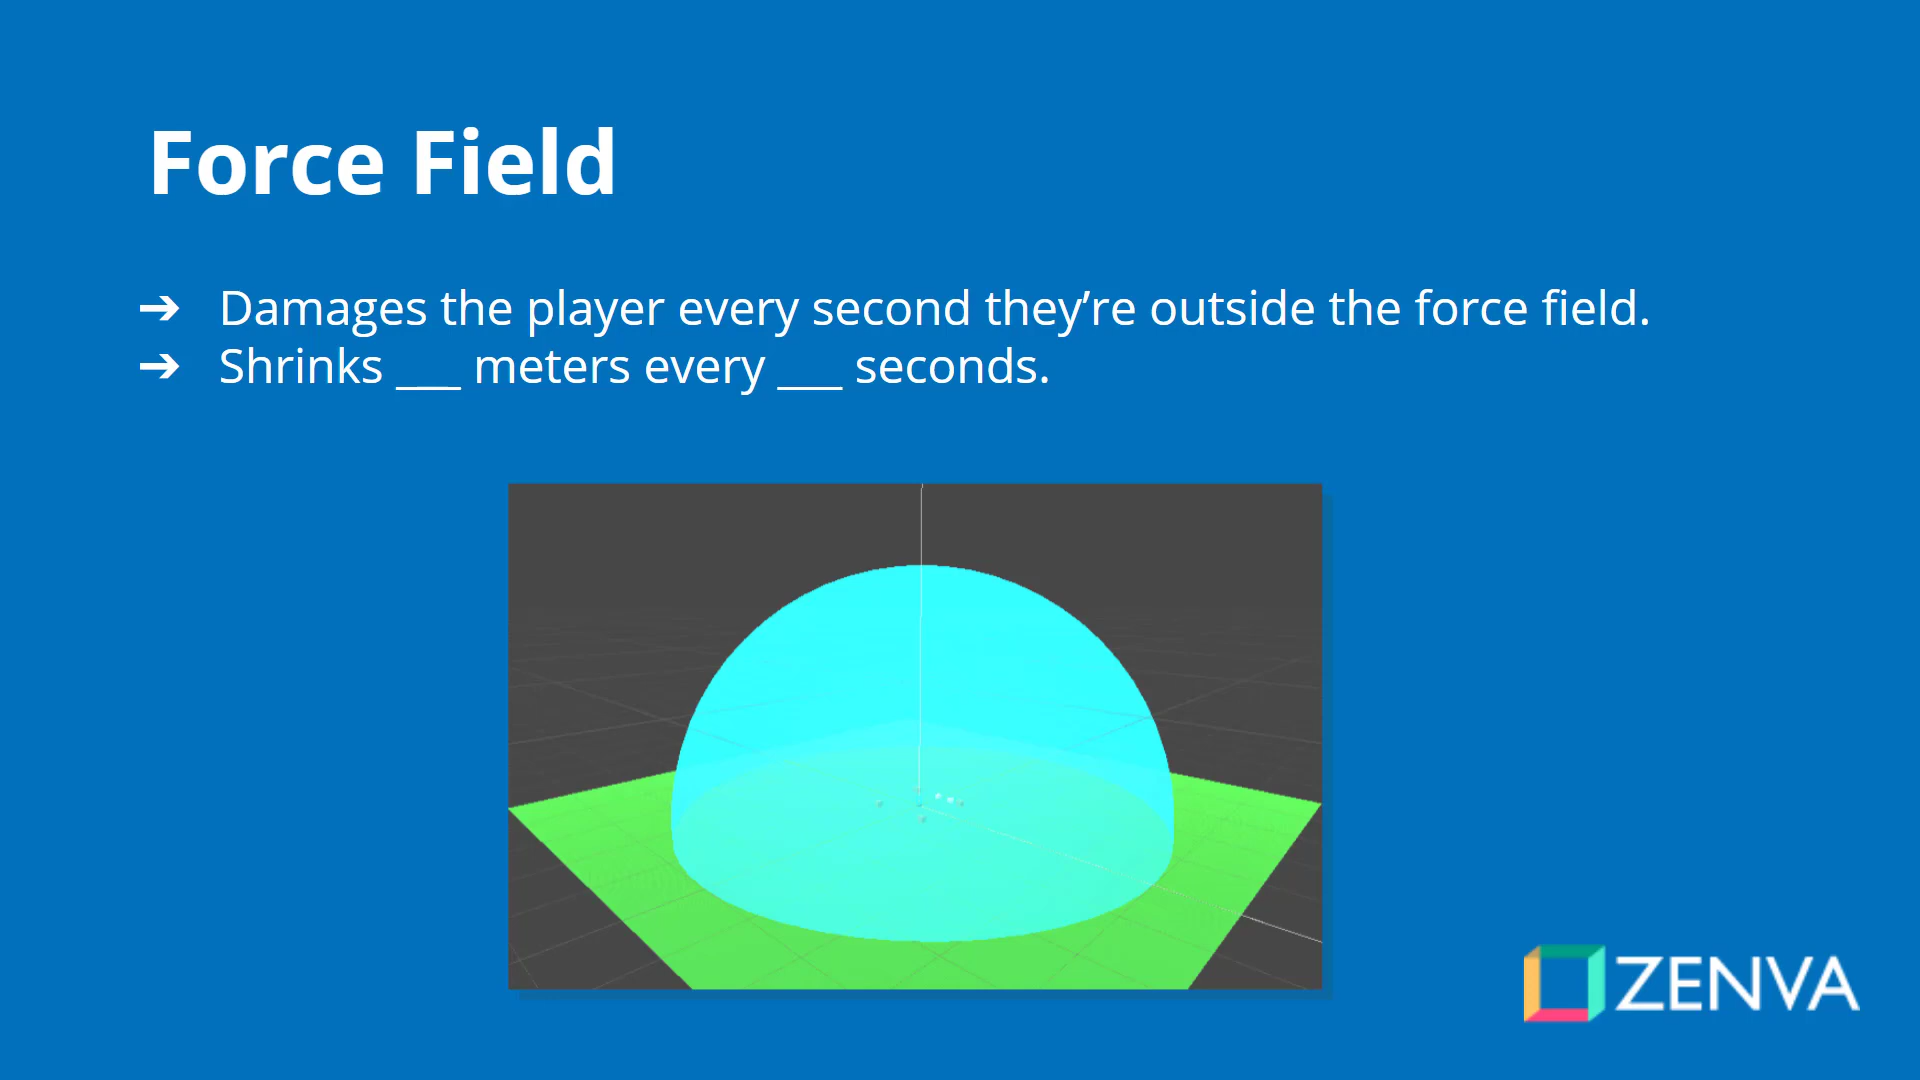 Force Field
➔ Damages the player every second they’re outside the force field.
➔ Shrinks ___ meters every ___ seconds.
ZENVA